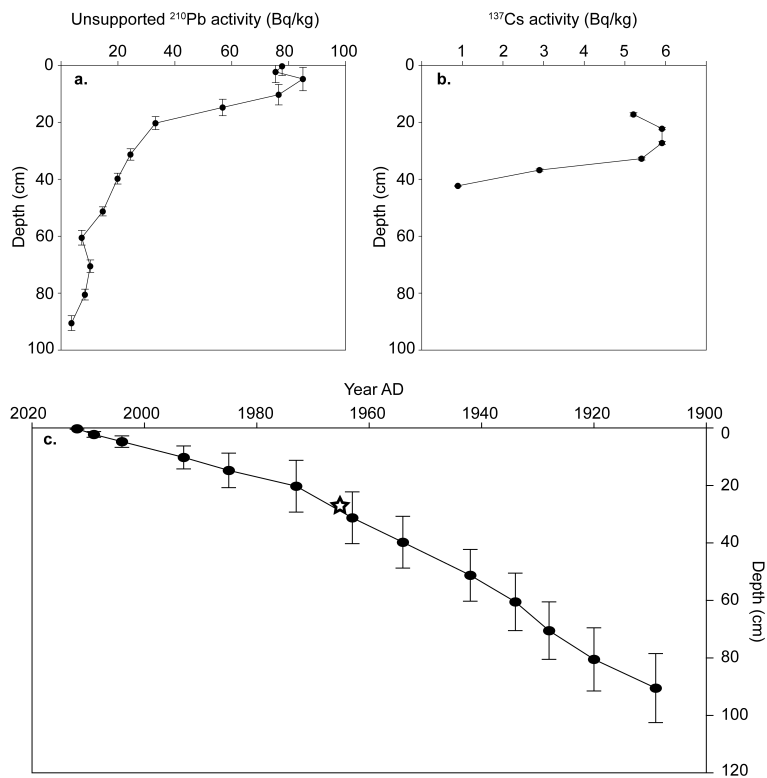 Unsupported ²¹⁰Pb activity (Bq/kg)
20 40 60 80 100
a.
0
20
40
60
80
100
Depth (cm)
¹³⁷Cs activity (Bq/kg)
1 2 3 4 5 6
b.
0
20
40
60
80
100
Depth (cm)
Year AD
2020 2000 1980 1960 1940 1920 1900
c.
0
20
40
60
80
100
120
Depth (cm)